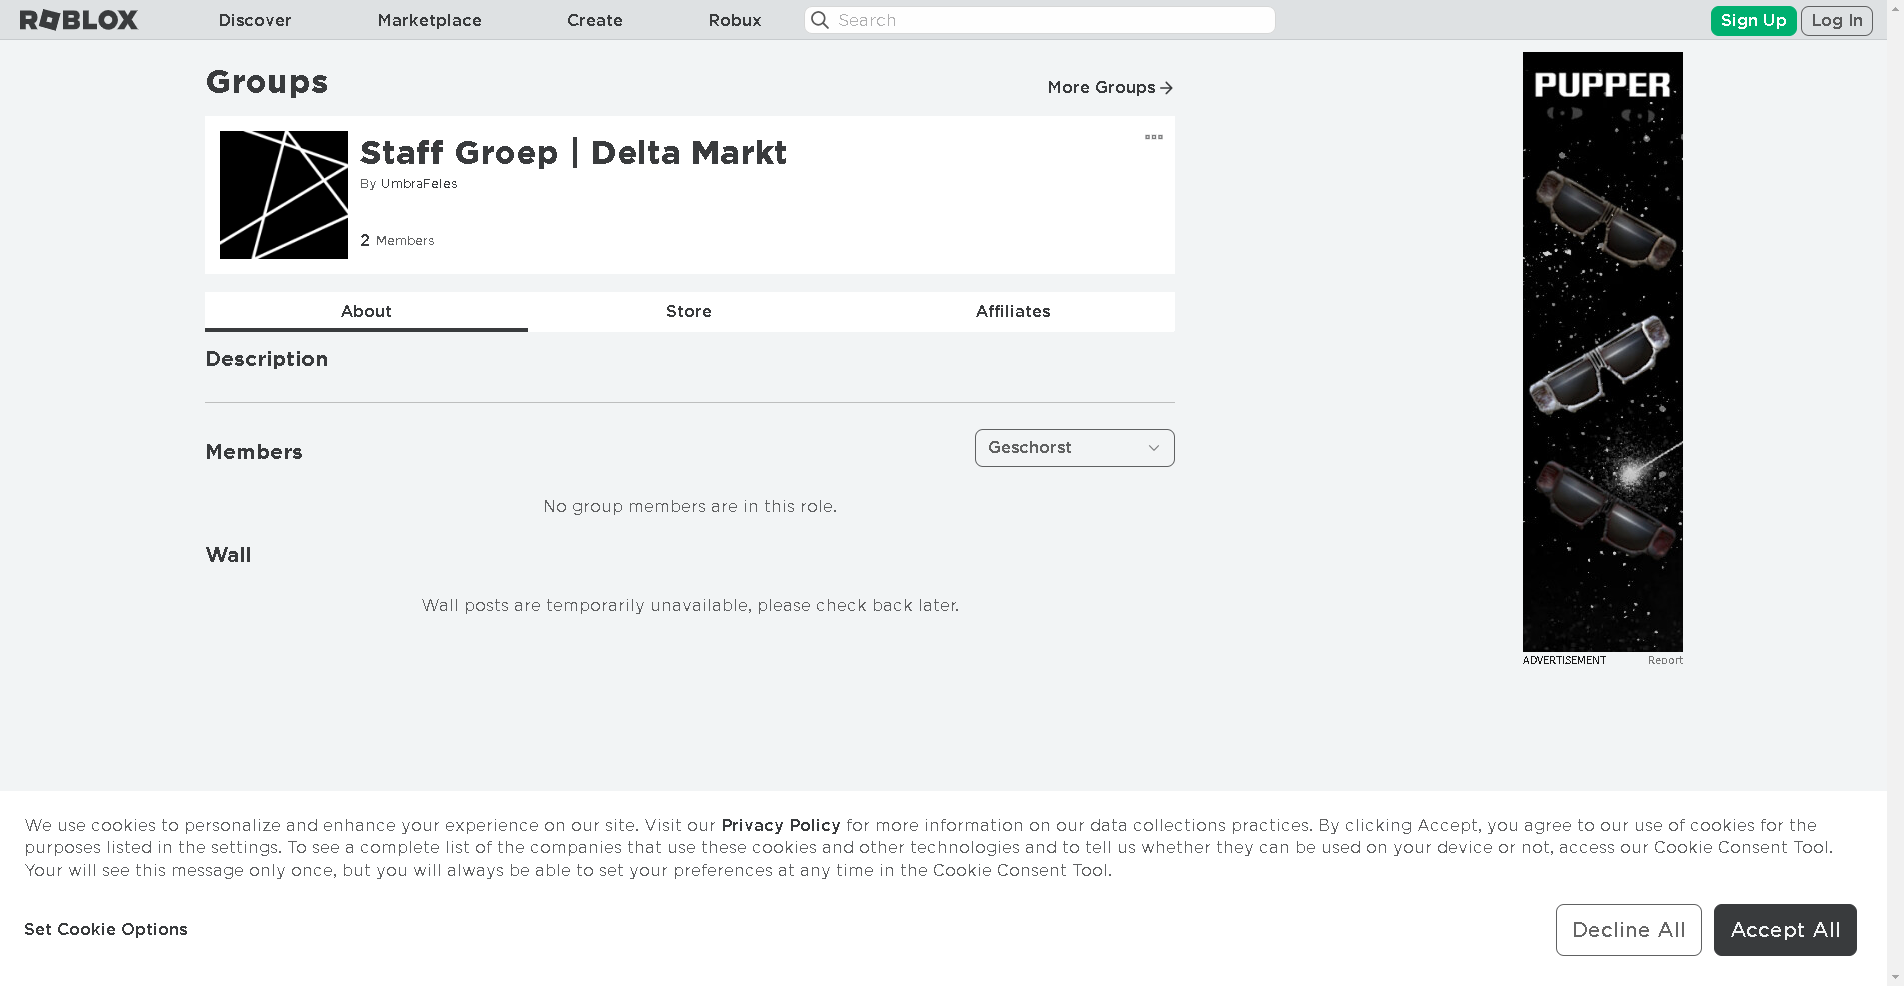 ROBLOX Discover Marketplace Create Robux Search Sign Up Log In
Groups
More Groups
Staff Groep | Delta Markt
By UmbraFeles
2 Members
About Store Affiliates
Description
Members
Geschorst
No group members are in this role.
Wall
Wall posts are temporarily unavailable, please check back later.
PUPPER
ADVERTISEMENT Report
We use cookies to personalize and enhance your experience on our site. Visit our Privacy Policy for more information on our data collections practices. By clicking Accept, you agree to our use of cookies for the
purposes listed in the settings. To see a complete list of the companies that use these cookies and other technologies and to tell us whether they can be used on your device or not, access our Cookie Consent Tool.
Your will see this message only once, but you will always be able to set your preferences at any time in the Cookie Consent Tool.
Set Cookie Options
Decline All
Accept All